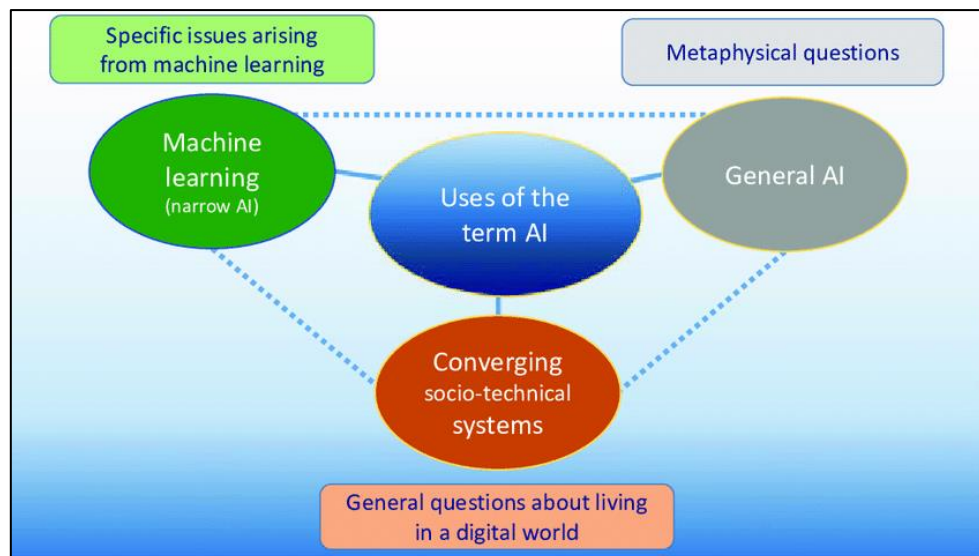 Specific issues arising
from machine learning
Metaphysical questions
Machine
learning
(narrow AI)
Uses of the
term AI
General AI
Converging
socio-technical
systems
General questions about living
in a digital world